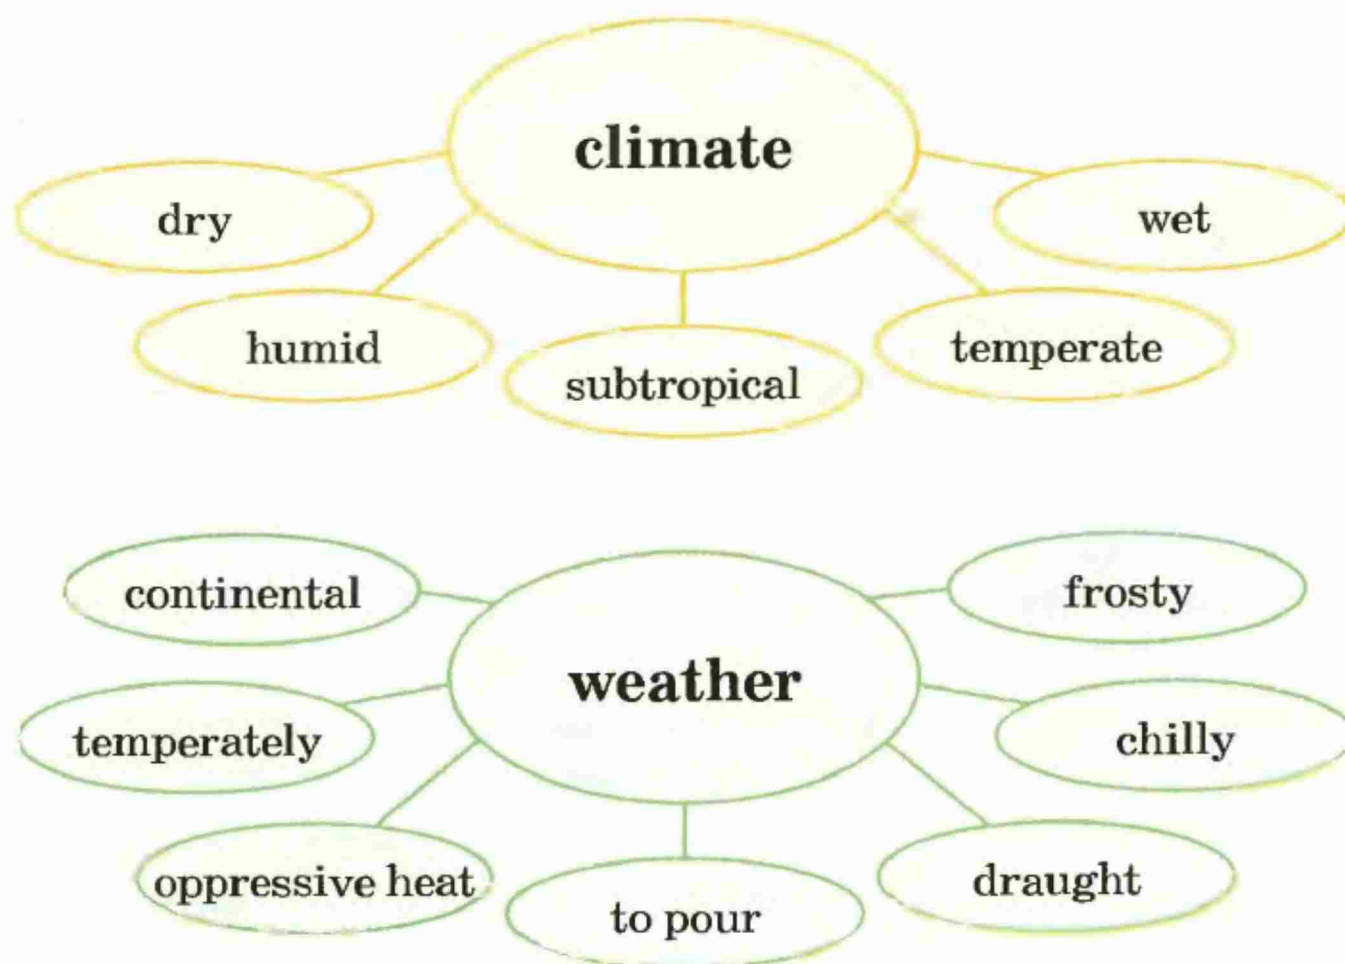 climate
dry
wet
humid
temperate
subtropical
continental
frosty
weather
temperately
chilly
oppressive heat
draught
to pour